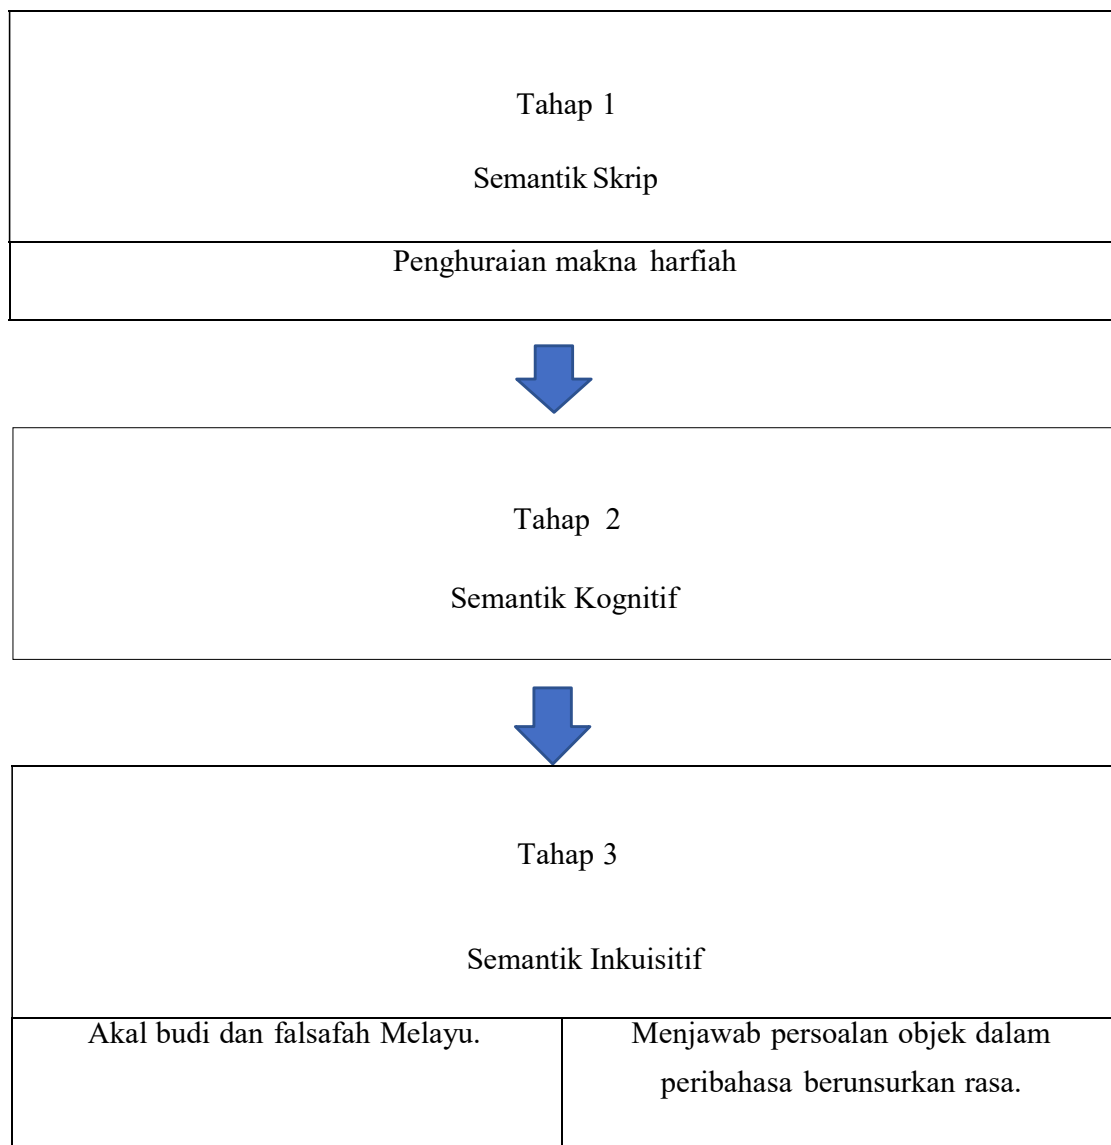 Tahap 1
Semantik Skrip
Penghuraian makna harfiah
Tahap 2
Semantik Kognitif
Tahap 3
Semantik Inkuisitif
Akal budi dan falsafah Melayu.
Menjawab persoalan objek dalam
peribahasa berunsurkan rasa.